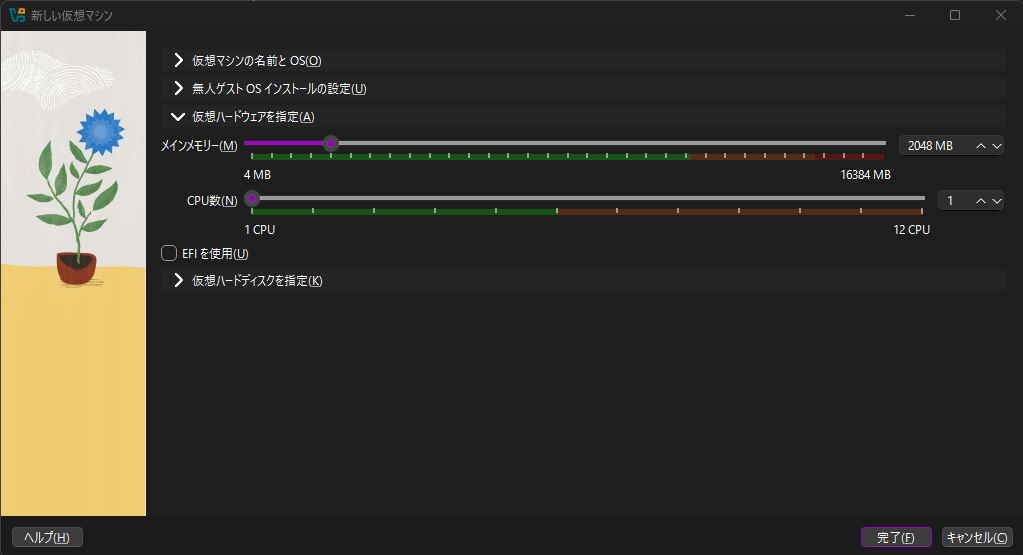 新しい仮想マシン
仮想マシンの名前と OS(O)
無人ゲスト OS インストールの設定(U)
仮想ハードウェアを指定(A)
メインメモリー(M)
2048 MB
4 MB
16384 MB
CPU数(N)
1
1 CPU
12 CPU
EFI を使用(U)
仮想ハードディスクを指定(K)
ヘルプ(H)
完了(F)
キャンセル(C)